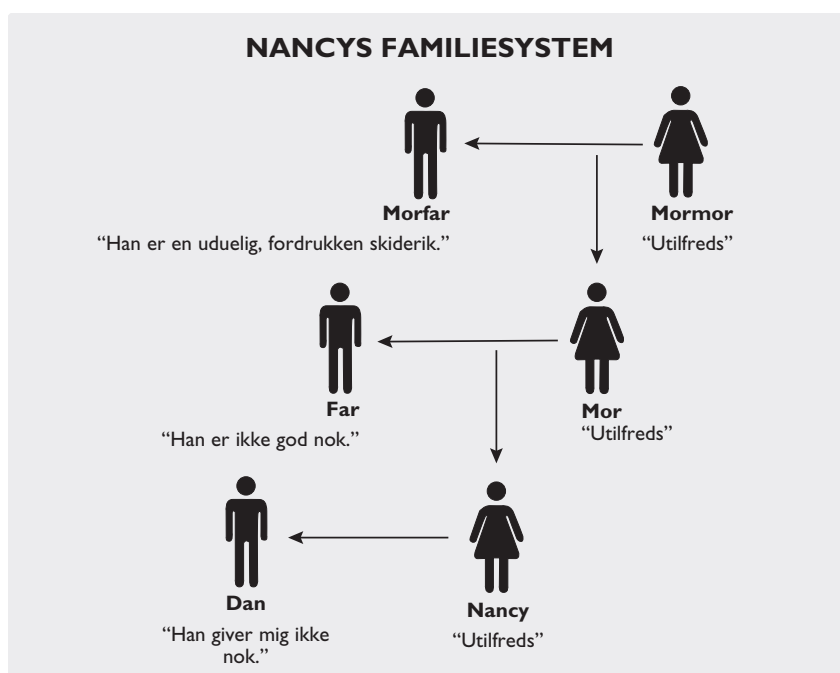 NANCYS FAMILIESYSTEM
Morfar
Mormor
“Han er en uduelig, fordrukken skiderik.”
“Utilfreds”
Far
Mor
“Han er ikke god nok.”
“Utilfreds”
Dan
Nancy
“Han giver mig ikke
nok.”
“Utilfreds”